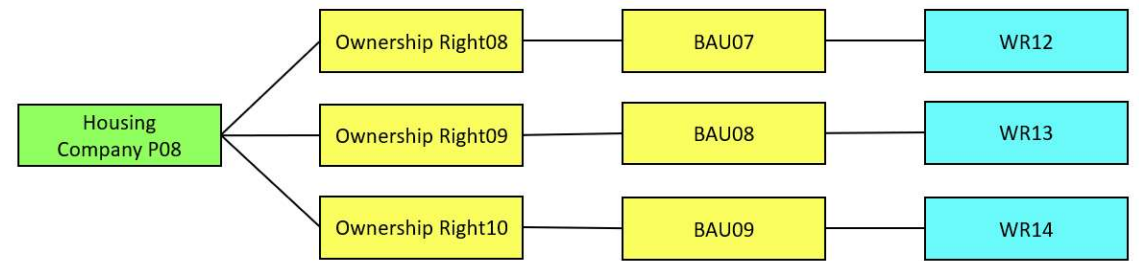 Ownership Right08
BAU07
WR12
Housing
Company P08
Ownership Right09
BAU08
WR13
Ownership Right10
BAU09
WR14